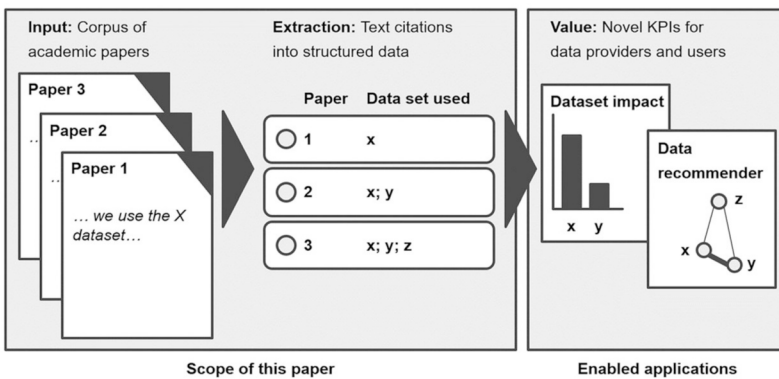 Input: Corpus of
academic papers
Paper 3
..
Paper 2
..
Paper 1
... we use the X
dataset...
Extraction: Text citations
into structured data
Paper Data set used
1 x
2 x; y
3 x; y; z
Scope of this paper
Value: Novel KPIs for
data providers and users
Dataset impact
x y
Data
recommender
z
x
y
Enabled applications